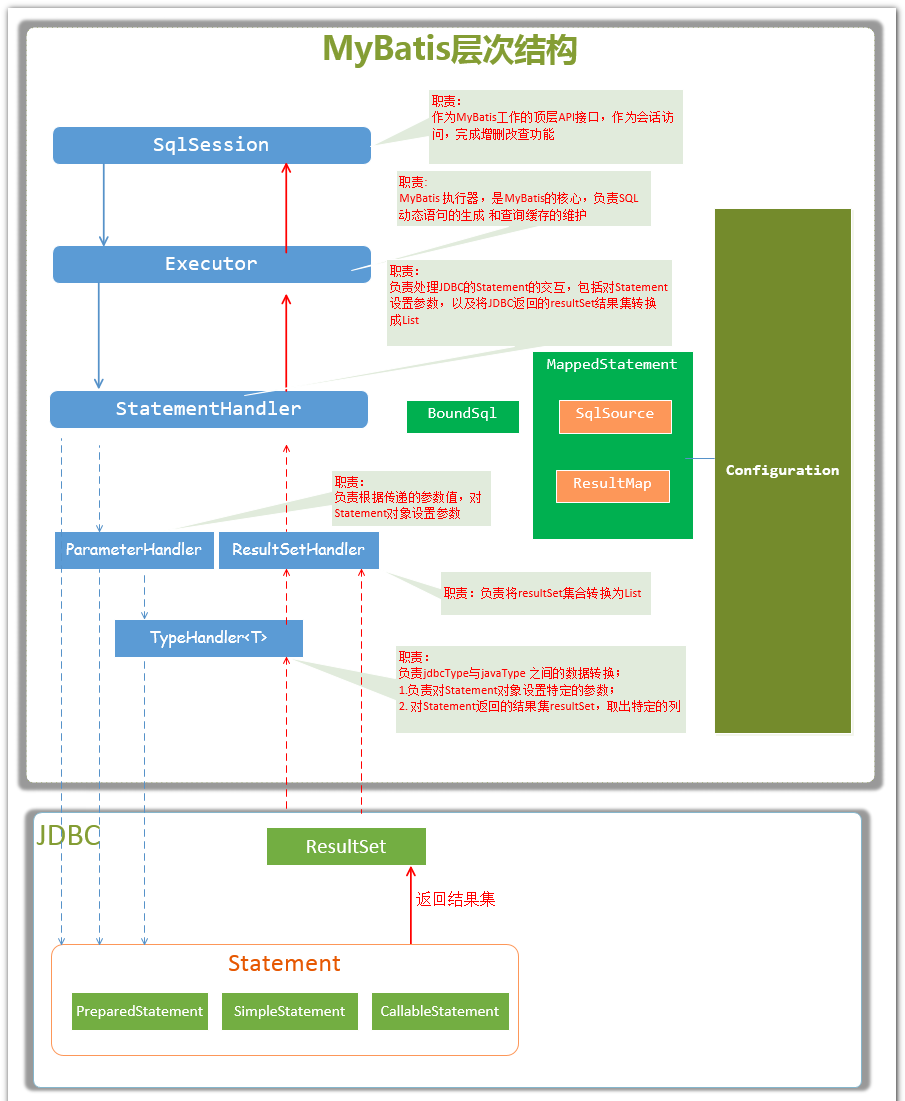 MyBatis层次结构
职责：
作为MyBatis工作的顶层API接口，作为会话访
问，完成增删改查功能
SqlSession
职责:
MyBatis 执行器，是MyBatis的核心，负责SQL
动态语句的生成 和查询缓存的维护
Executor
职责：
负责处理JDBC的Statement的交互，包括对Statement
设置参数，以及将JDBC返回的resultSet结果集转换
成List
StatementHandler
BoundSql
MappedStatement
SqlSource
ResultMap
Configuration
职责：
负责根据传递的参数值，对
Statement对象设置参数
ParameterHandler
ResultSetHandler
职责：负责将resultSet集合转换为List
TypeHandler<T>
职责：
负责jdbcType与javaType 之间的数据转换；
1.负责对Statement对象设置特定的参数；
2. 对Statement返回的结果集resultSet，取出特定的列
JDBC
ResultSet
返回结果集
Statement
PreparedStatement
SimpleStatement
CallableStatement